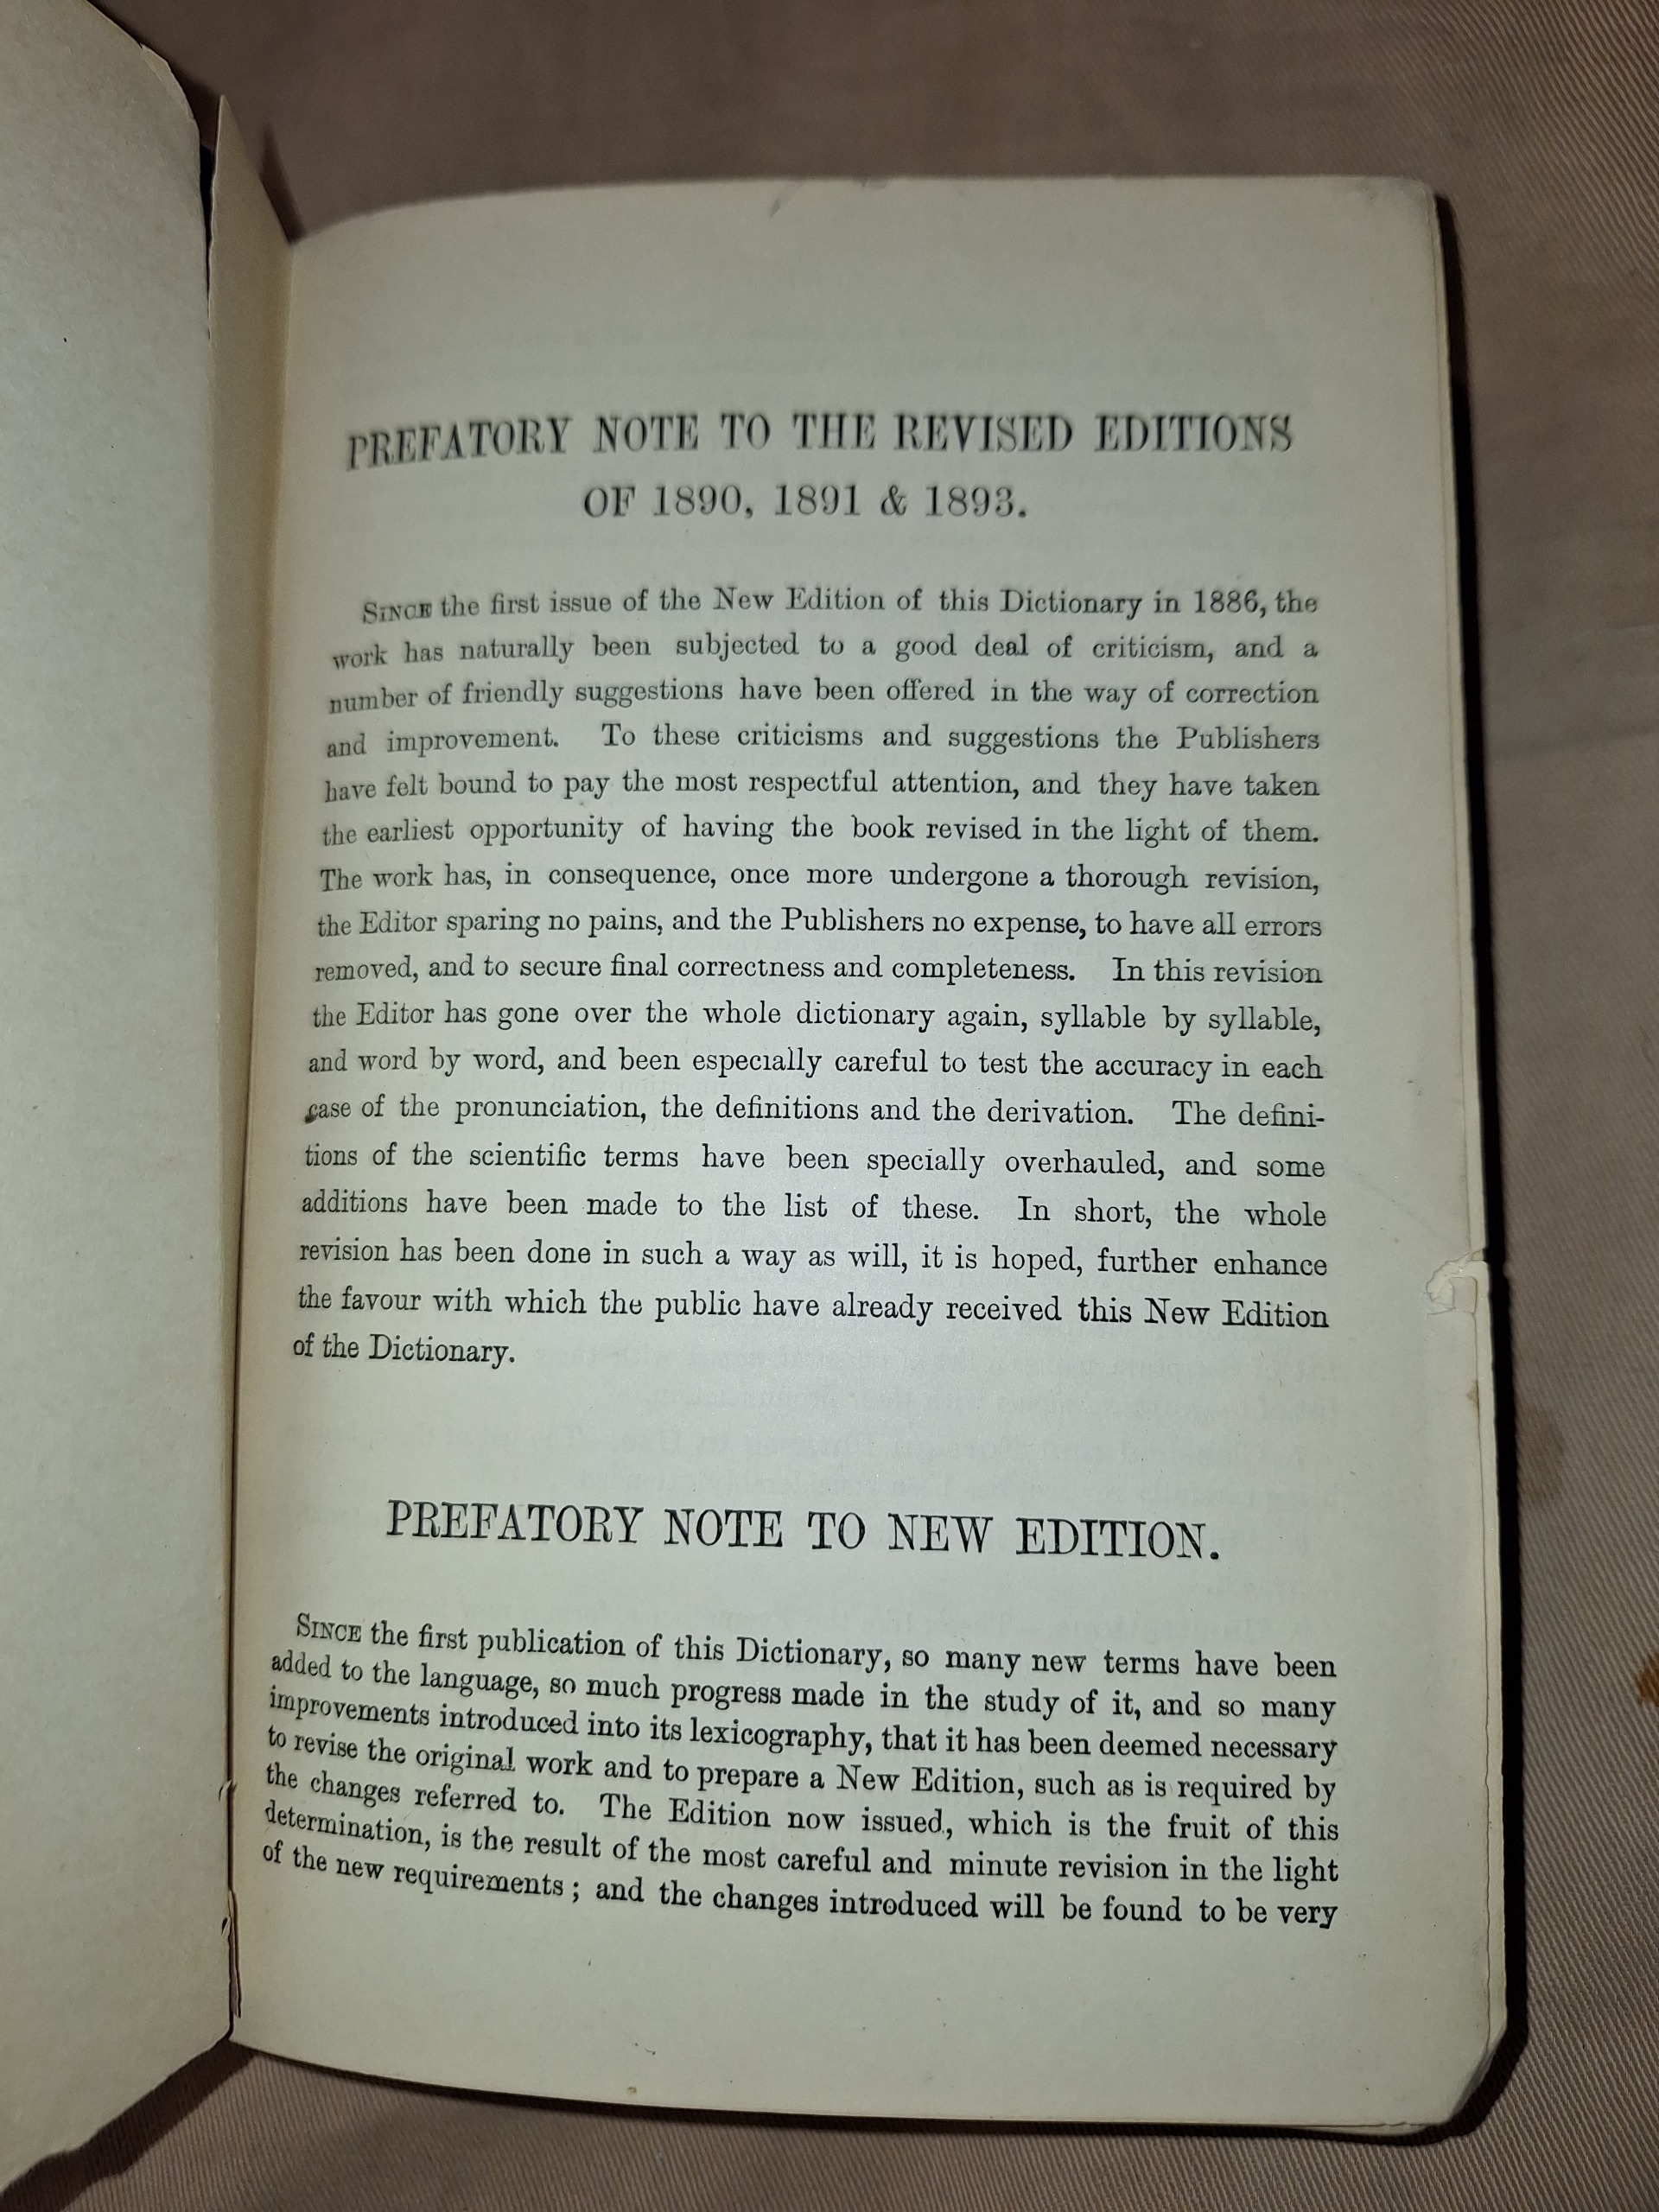 PREFATORY NOTE TO THE REVISED EDITIONS
OF 1890, 1891 & 1893.
SINCE the first issue of the New Edition of this Dictionary in 1886, the
work has naturally been subjected to a good deal of criticism, and a
number of friendly suggestions have been offered in the way of correction
and improvement. To these criticisms and suggestions the Publishers
have felt bound to pay the most respectful attention, and they have taken
the earliest opportunity of having the book revised in the light of them.
The work has, in consequence, once more undergone a thorough revision,
the Editor sparing no pains, and the Publishers no expense, to have all errors
removed, and to secure final correctness and completeness. In this revision
the Editor has gone over the whole dictionary again, syllable by syllable,
and word by word, and been especially careful to test the accuracy in each
case of the pronunciation, the definitions and the derivation. The defini-
tions of the scientific terms have been specially overhauled, and some
additions have been made to the list of these. In short, the whole
revision has been done in such a way as will, it is hoped, further enhance
the favour with which the public have already received this New Edition
of the Dictionary.
PREFATORY NOTE TO NEW EDITION.
SINCE the first publication of this Dictionary, so many new terms have been
added to the language, so much progress made in the study of it, and so many
improvements introduced into its lexicography, that it has been deemed necessary
to revise the original work and to prepare a New Edition, such as is required by
the changes referred to. The Edition now issued, which is the fruit of this
determination, is the result of the most careful and minute revision in the light
of the new requirements; and the changes introduced will be found to be very